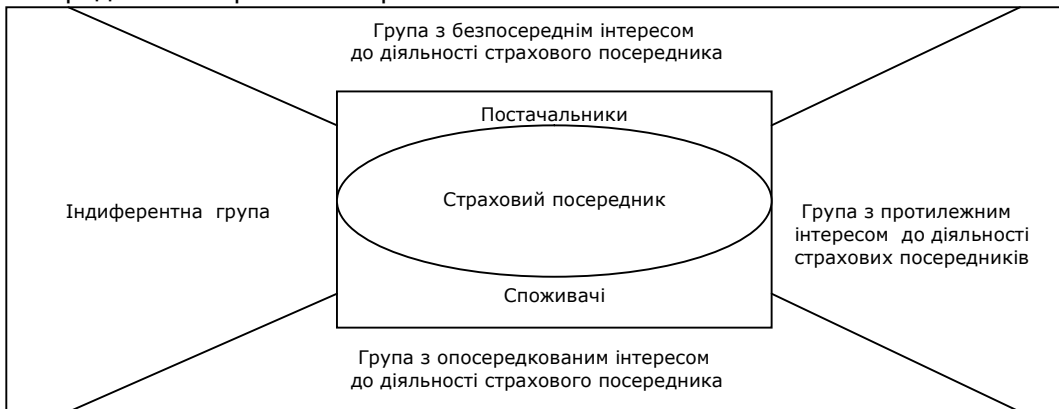 Група з безпосереднім інтересом
до діяльності страхового посередника
Постачальники
Страховий посередник
Індиферентна група
Група з протилежним
інтересом до діяльності
страхових посередників
Споживачі
Група з опосередкованим інтересом
до діяльності страхового посередника